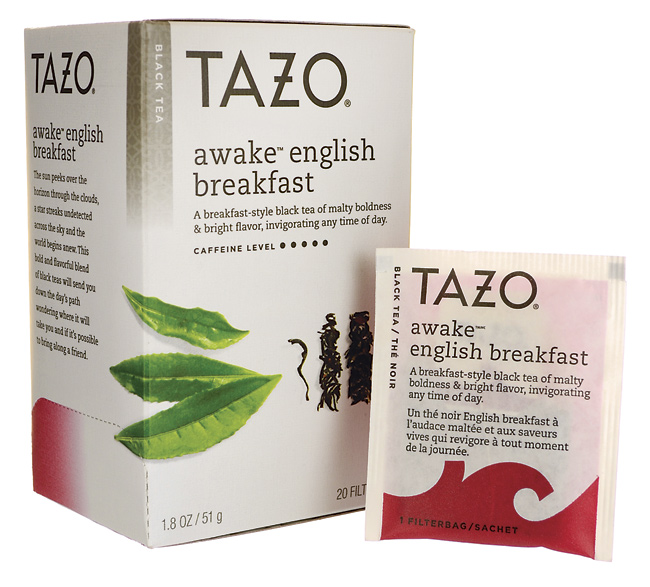 TAZO®
awake™ english
breakfast
The sun peeks over the
horizon through the clouds,
a star streaks undetected
across the sky and the
world begins anew. This
bold and flavorful blend
of black teas will send you
down the day's path
wondering where it will
take you and if it's possible
to bring along a friend.
BLACK TEA
TAZO®
awake™ english
breakfast
A breakfast-style black tea of malty boldness
& bright flavor, invigorating any time of day.
CAFFEINE LEVEL ●●●●●
20 FILT
1.8 OZ / 51 g
BLACK TEA / THÉ NOIR
TAZO®
awake
english breakfast
A breakfast-style black tea of malty
boldness & bright flavor, invigorating
any time of day.
Un thé noir English breakfast à
l'audace maltée et aux saveurs
vives qui revigore à tout moment
de la journée.
1 FILTERBAG/SACHET